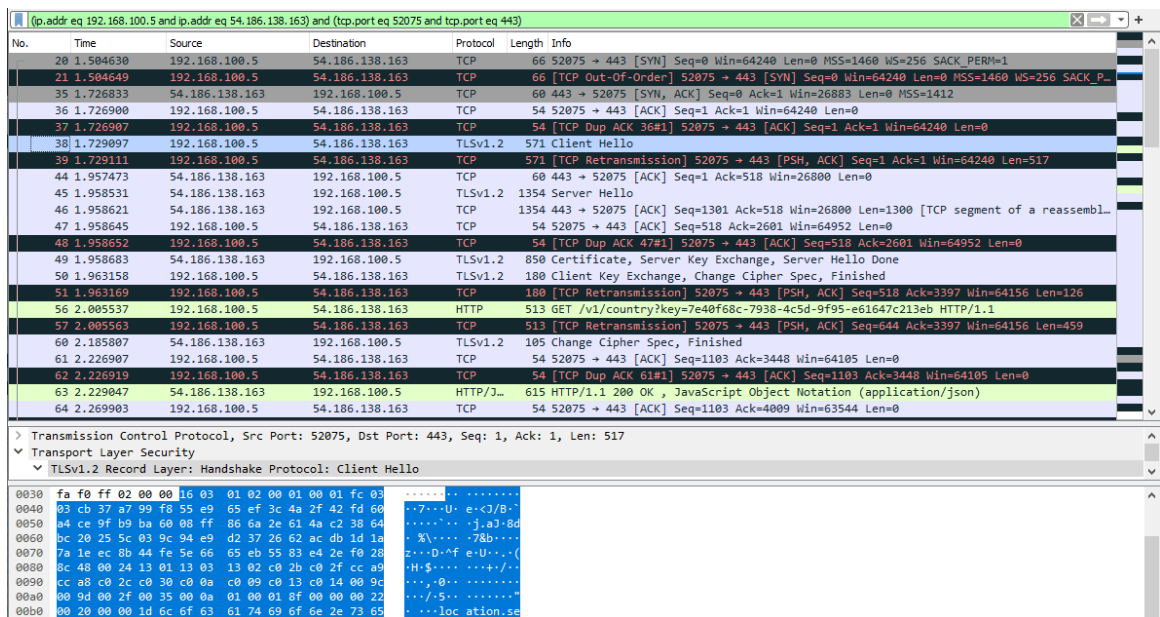 (ip.addr eq 192.168.100.5 and ip.addr eq 54.186.138.163) and (tcp.port eq 52075 and tcp.port eq 443)
No. Time Source Destination Protocol Length Info
20 1.504630 192.168.100.5 54.186.138.163 TCP 66 52075 → 443 [SYN] Seq=0 Win=64240 Len=0 MSS=1460 WS=256 SACK_PERM=1
21 1.504649 192.168.100.5 54.186.138.163 TCP 66 [TCP Out-Of-Order] 52075 → 443 [SYN] Seq=0 Win=64240 Len=0 MSS=1460 WS=256 SACK_P…
35 1.726833 54.186.138.163 192.168.100.5 TCP 60 443 → 52075 [SYN, ACK] Seq=0 Ack=1 Win=26883 Len=0 MSS=1412
36 1.726900 192.168.100.5 54.186.138.163 TCP 54 52075 → 443 [ACK] Seq=1 Ack=1 Win=64240 Len=0
37 1.726907 192.168.100.5 54.186.138.163 TCP 54 [TCP Dup ACK 36#1] 52075 → 443 [ACK] Seq=1 Ack=1 Win=64240 Len=0
38 1.729097 192.168.100.5 54.186.138.163 TLSv1.2 571 Client Hello
39 1.729111 192.168.100.5 54.186.138.163 TCP 571 [TCP Retransmission] 52075 → 443 [PSH, ACK] Seq=1 Ack=1 Win=64240 Len=517
44 1.957473 54.186.138.163 192.168.100.5 TCP 60 443 → 52075 [ACK] Seq=1 Ack=518 Win=26800 Len=0
45 1.958531 54.186.138.163 192.168.100.5 TLSv1.2 1354 Server Hello
46 1.958621 54.186.138.163 192.168.100.5 TCP 1354 443 → 52075 [ACK] Seq=1301 Ack=518 Win=26800 Len=1300 [TCP segment of a reassembl…
47 1.958645 192.168.100.5 54.186.138.163 TCP 54 52075 → 443 [ACK] Seq=518 Ack=2601 Win=64952 Len=0
48 1.958652 192.168.100.5 54.186.138.163 TCP 54 [TCP Dup ACK 47#1] 52075 → 443 [ACK] Seq=518 Ack=2601 Win=64952 Len=0
49 1.958683 54.186.138.163 192.168.100.5 TLSv1.2 850 Certificate, Server Key Exchange, Server Hello Done
50 1.963158 192.168.100.5 54.186.138.163 TLSv1.2 180 Client Key Exchange, Change Cipher Spec, Finished
51 1.963169 192.168.100.5 54.186.138.163 TCP 180 [TCP Retransmission] 52075 → 443 [PSH, ACK] Seq=518 Ack=3397 Win=64156 Len=126
56 2.005537 192.168.100.5 54.186.138.163 HTTP 513 GET /v1/country?key=7e40f68c-7938-4c5d-9f95-e61647c213eb HTTP/1.1
57 2.005563 192.168.100.5 54.186.138.163 TCP 513 [TCP Retransmission] 52075 → 443 [PSH, ACK] Seq=644 Ack=3397 Win=64156 Len=459
60 2.185807 54.186.138.163 192.168.100.5 TLSv1.2 105 Change Cipher Spec, Finished
61 2.226907 192.168.100.5 54.186.138.163 TCP 54 52075 → 443 [ACK] Seq=1103 Ack=3448 Win=64105 Len=0
62 2.226919 192.168.100.5 54.186.138.163 TCP 54 [TCP Dup ACK 61#1] 52075 → 443 [ACK] Seq=1103 Ack=3448 Win=64105 Len=0
63 2.229047 54.186.138.163 192.168.100.5 HTTP/J… 615 HTTP/1.1 200 OK , JavaScript Object Notation (application/json)
64 2.269903 192.168.100.5 54.186.138.163 TCP 54 52075 → 443 [ACK] Seq=1103 Ack=4009 Win=63544 Len=0
Transmission Control Protocol, Src Port: 52075, Dst Port: 443, Seq: 1, Ack: 1, Len: 517
Transport Layer Security
TLSv1.2 Record Layer: Handshake Protocol: Client Hello
0030 fa f0 ff 02 00 00 16 03 01 02 00 01 00 01 fc 03 ········ ········
0040 03 cb 37 a7 99 f8 55 e9 65 ef 3c 4a 2f 42 fd 60 ··7···U· e·<J/B·`
0050 a4 ce 9f b9 ba 60 08 ff 86 6a 2e 61 4a c2 38 64 ·····`·· ·j.aJ·8d
0060 bc 20 25 5c 03 9c 94 e9 d2 37 26 62 ac db 1d 1a · %\···· ·7&b····
0070 7a 1e ec 8b 44 fe 5e 66 65 eb 55 83 e4 2e f0 28 z···D·^f e·U··.·(
0080 8c 48 00 24 13 01 13 03 13 02 c0 2b c0 2f cc a9 ·H·$···· ···+·/··
0090 cc a8 c0 2c c0 30 c0 0a c0 09 c0 13 c0 14 00 9c ···,·0·· ········
00a0 00 9d 00 2f 00 35 00 0a 01 00 01 8f 00 00 00 22 ···/·5·· ·······"
00b0 00 20 00 00 1d 6c 6f 63 61 74 69 6f 6e 2e 73 65 · ···loc ation.se